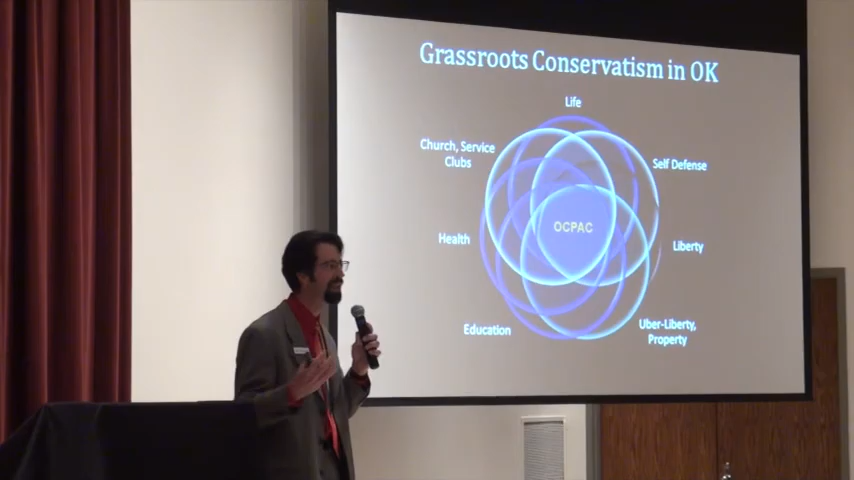 Grassroots Conservatism in OK
Life
Church, Service
Clubs
Self Defense
OCPAC
Health
Liberty
Education
Uber-Liberty,
Property